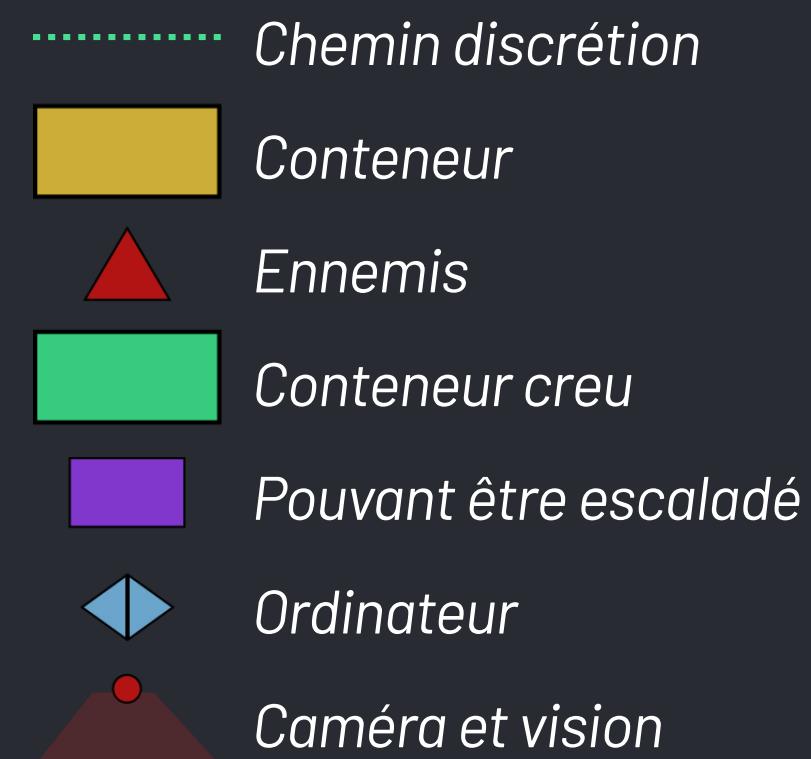 Chemin discrétion
Conteneur
Ennemis
Conteneur creu
Pouvant être escaladé
Ordinateur
Caméra et vision